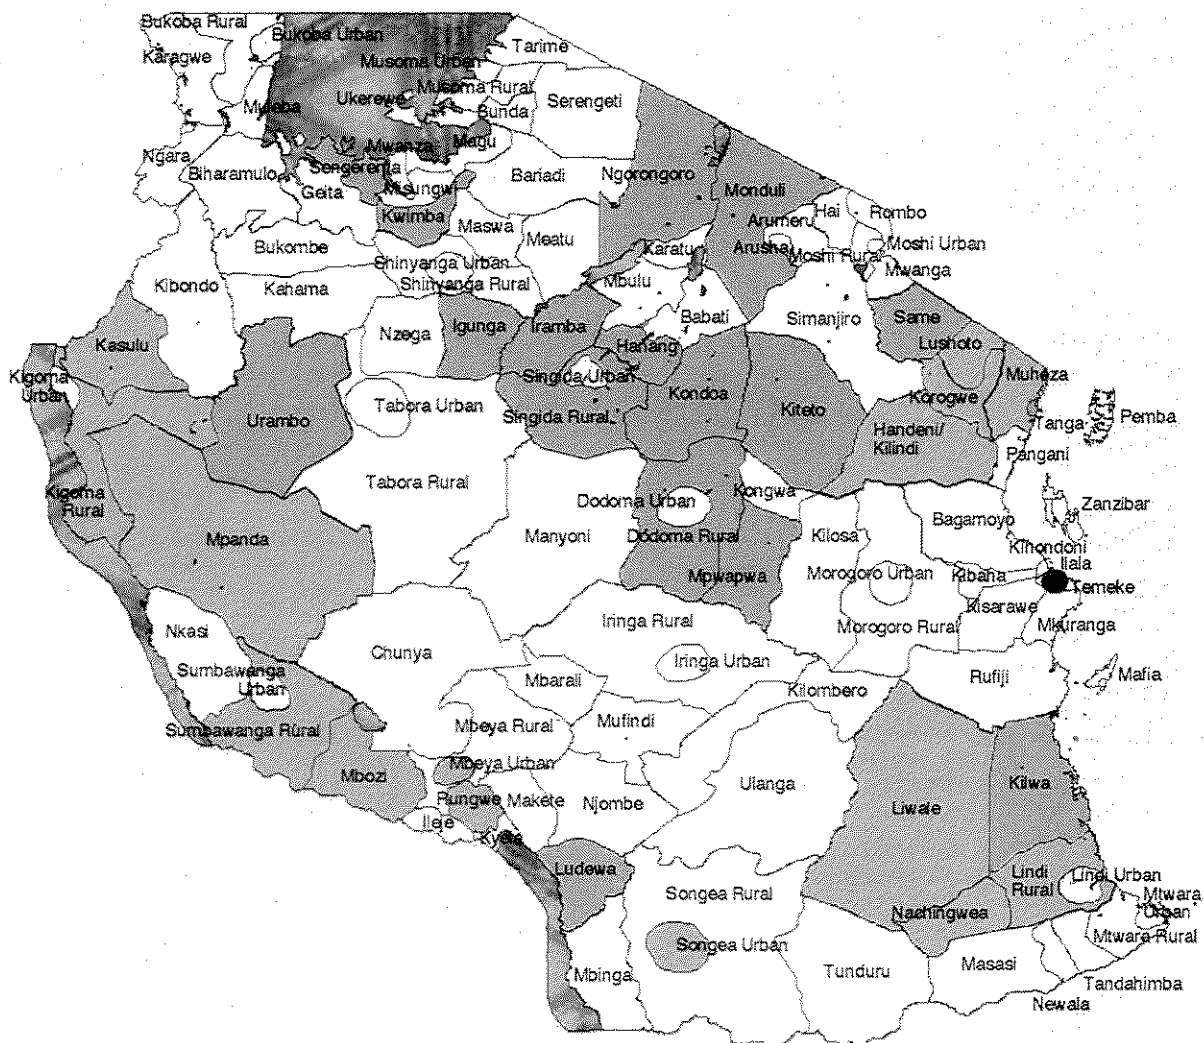 Bukoba Rural
Bukoba Urban
Karagwe
Tarime
Musoma Urban
Musoma Rural
Muleba
Ukerewe
Bunda
Serengeti
Ngara
Mwanza
Magu
Biharamulo
Sengerema
Geita
Misungwi
Bariadi
Ngorongoro
Monduli
Kwimba
Maswa
Meatu
Arumeru
Hai
Rombo
Bukombe
Karatu
Arusha
Moshi Rural
Moshi Urban
Shinyanga Urban
Mwanga
Kibondo
Kahama
Shinyanga Rural
Mbulu
Babati
Simanjiro
Same
Kasulu
Nzega
Igunga
Iramba
Hanang
Lushoto
Kigoma
Urban
Singida Urban
Muheza
Urambo
Tabora Urban
Singida Rural
Kondoa
Kiteto
Korogwe
Tanga
Pemba
Handeni/
Kilindi
Pangani
Kigoma
Rural
Tabora Rural
Dodoma Urban
Kongwa
Zanzibar
Mpanda
Manyoni
Dodoma Rural
Kilosa
Bagamoyo
Kinondoni
Ilala
Mpwapwa
Morogoro Urban
Kibaha
Temeke
Kisarawe
Nkasi
Iringa Rural
Morogoro Rural
Mkuranga
Chunya
Iringa Urban
Sumbawanga
Urban
Mbarali
Kilombero
Rufiji
Mafia
Sumbawanga Rural
Mbeya Rural
Mufindi
Mbozi
Mbeya Urban
Ulanga
Kilwa
Rungwe
Makete
Njombe
Liwale
Ileje
Kyela
Ludewa
Lindi
Rural
Lindi Urban
Songea Rural
Nachingwea
Mtwara
Urban
Songea Urban
Mtwara Rural
Mbinga
Tunduru
Masasi
Tandahimba
Newala